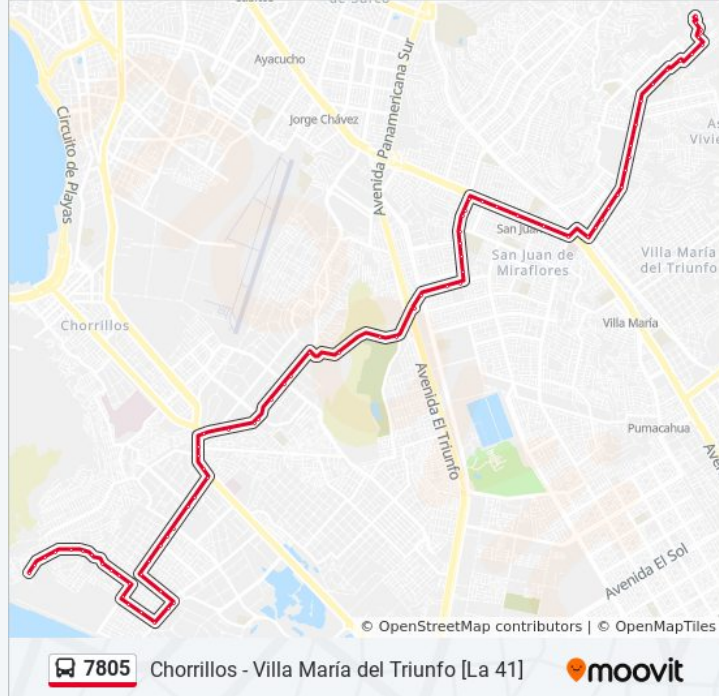 de Surco
Ayacucho
Jorge Chávez
Circuito de Playas
Avenida Panamericana Sur
San Juan
San Juan de
Miraflores
Villa María
del Triunfo
Chorrillos
Villa María
Avenida El Triunfo
Pumacahua
Avenida El Sol
© OpenStreetMap contributors | © OpenMapTiles
7805 Chorrillos - Villa María del Triunfo [La 41] moovit